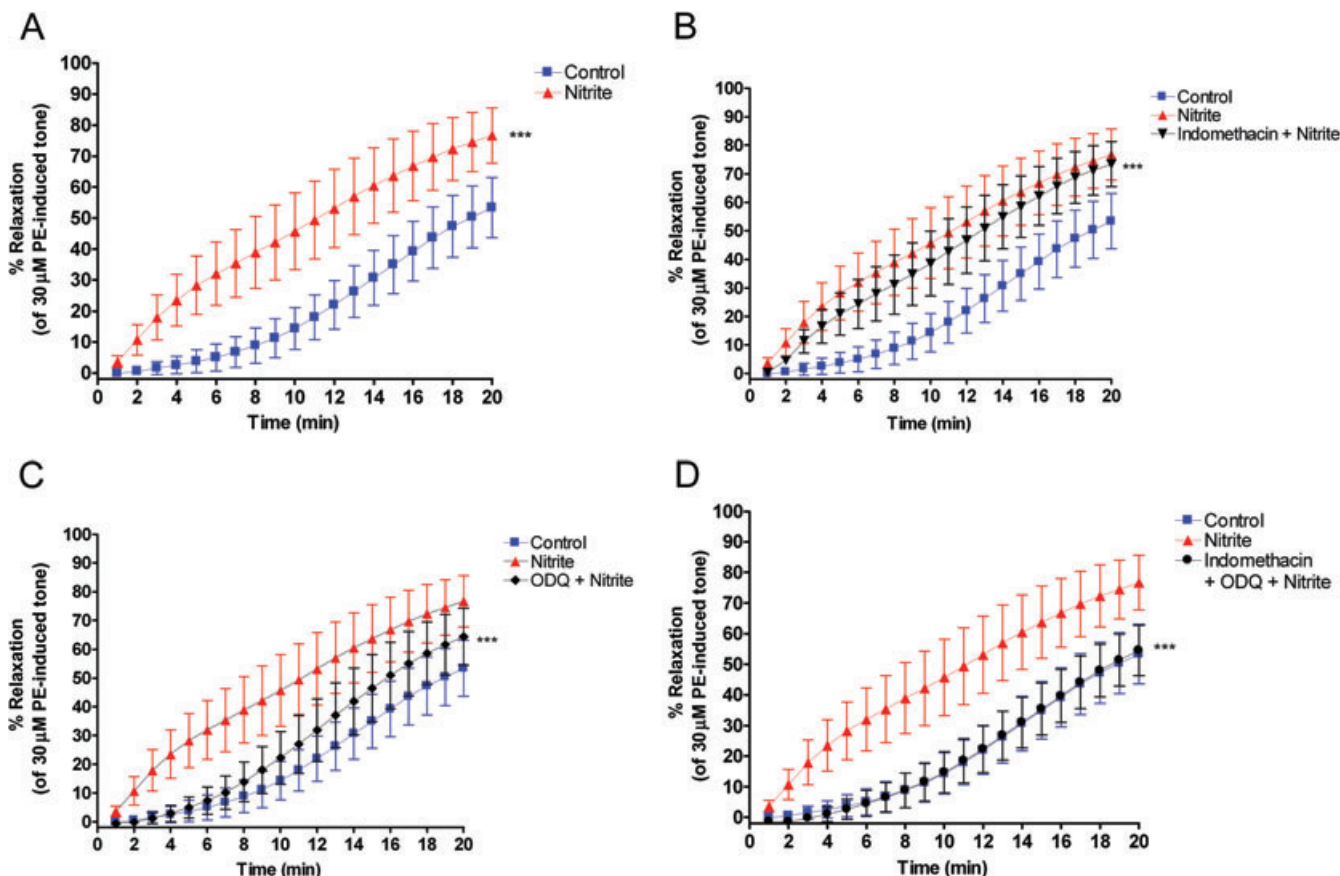 A
100
90
80
70
60
50
40
30
20
10
0
% Relaxation
(of 30 µM PE-induced tone)
0 2 4 6 8 10 12 14 16 18 20
Time (min)
Control
Nitrite
***
B
100
90
80
70
60
50
40
30
20
10
0
% Relaxation
(of 30 µM PE-induced tone)
0 2 4 6 8 10 12 14 16 18 20
Time (min)
Control
Nitrite
Indomethacin + Nitrite
***
C
100
90
80
70
60
50
40
30
20
10
0
% Relaxation
(of 30 µM PE-induced tone)
0 2 4 6 8 10 12 14 16 18 20
Time (min)
Control
Nitrite
ODQ + Nitrite
***
D
100
90
80
70
60
50
40
30
20
10
0
% Relaxation
(of 30 µM PE-induced tone)
0 2 4 6 8 10 12 14 16 18 20
Time (min)
Control
Nitrite
Indomethacin
+ ODQ + Nitrite
***